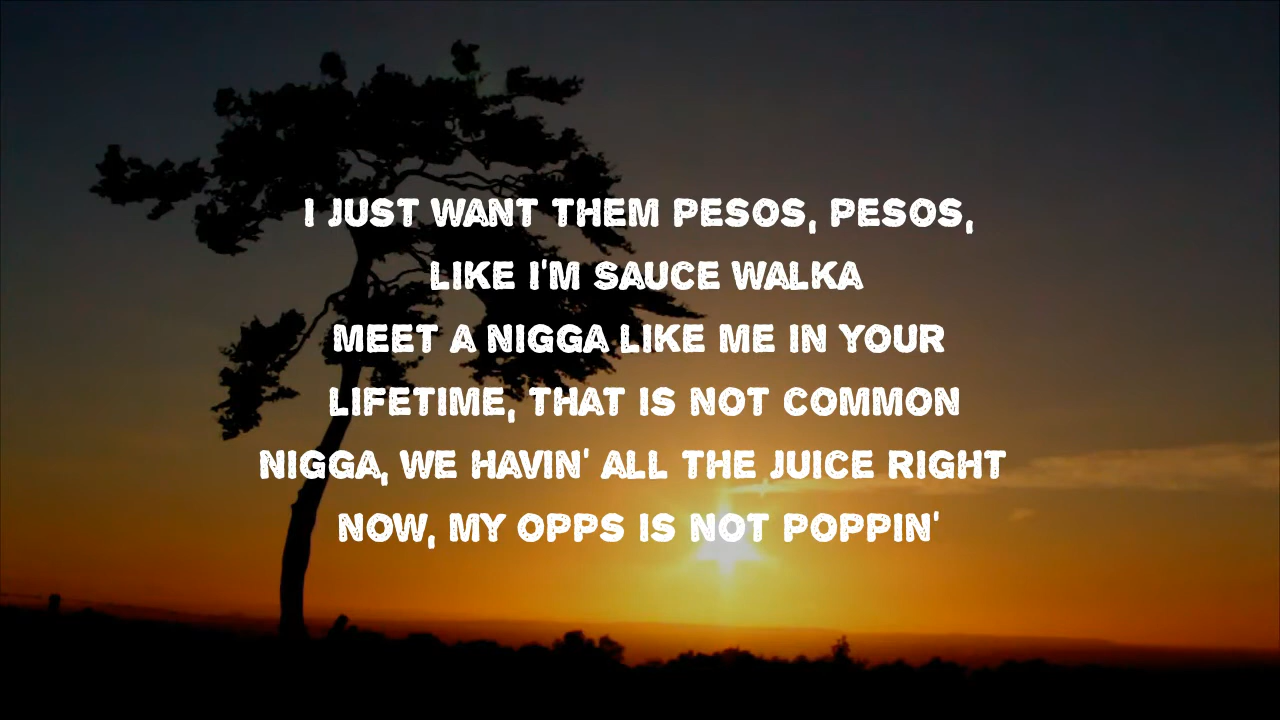 I JUST WANT THEM PESOS, PESOS,
LIKE I'M SAUCE WALKA
MEET A NIGGA LIKE ME IN YOUR
LIFETIME, THAT IS NOT COMMON
NIGGA, WE HAVIN' ALL THE JUICE RIGHT
NOW, MY OPPS IS NOT POPPIN'